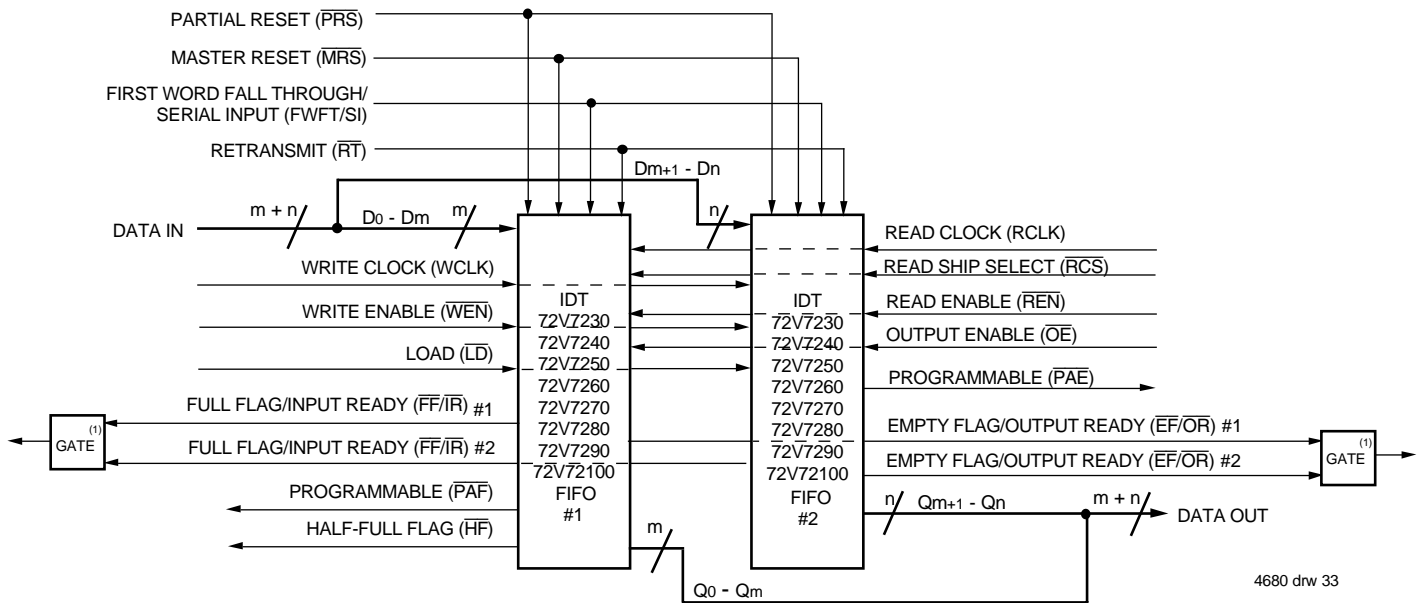 PARTIAL RESET (PRS)
MASTER RESET (MRS)
FIRST WORD FALL THROUGH/
SERIAL INPUT (FWFT/SI)
RETRANSMIT (RT)
Dm+1 - Dn
m + n
D0 - Dm
m
n
DATA IN
READ CLOCK (RCLK)
WRITE CLOCK (WCLK)
READ SHIP SELECT (RCS)
WRITE ENABLE (WEN)
READ ENABLE (REN)
OUTPUT ENABLE (OE)
LOAD (LD)
PROGRAMMABLE (PAE)
IDT
72V7230
72V7240
72V7250
72V7260
72V7270
72V7280
72V7290
72V72100
FIFO
#1
IDT
72V7230
72V7240
72V7250
72V7260
72V7270
72V7280
72V7290
72V72100
FIFO
#2
FULL FLAG/INPUT READY (FF/IR) #1
FULL FLAG/INPUT READY (FF/IR) #2
GATE (1)
EMPTY FLAG/OUTPUT READY (EF/OR) #1
EMPTY FLAG/OUTPUT READY (EF/OR) #2
GATE (1)
PROGRAMMABLE (PAF)
HALF-FULL FLAG (HF)
n
Qm+1 - Qn
m + n
DATA OUT
m
Q0 - Qm
4680 drw 33